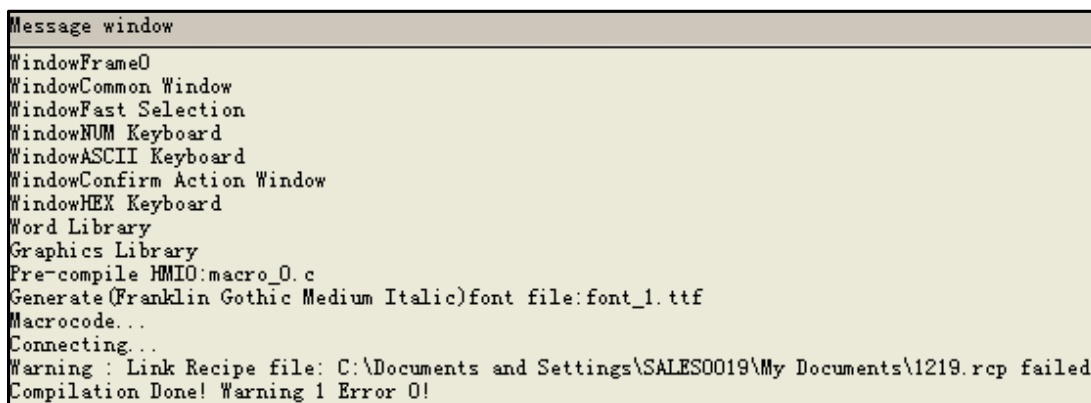 Message window
WindowFrame0
WindowCommon Window
WindowFast Selection
WindowNUM Keyboard
WindowASCII Keyboard
WindowConfirm Action Window
WindowHEX Keyboard
Word Library
Graphics Library
Pre-compile HMI0:macro_0.c
Generate(Franklin Gothic Medium Italic)font file:font_1.ttf
Macrocode...
Connecting...
Warning : Link Recipe file: C:\Documents and Settings\SALES0019\My Documents\1219.rcp failed
Compilation Done! Warning 1 Error 0!